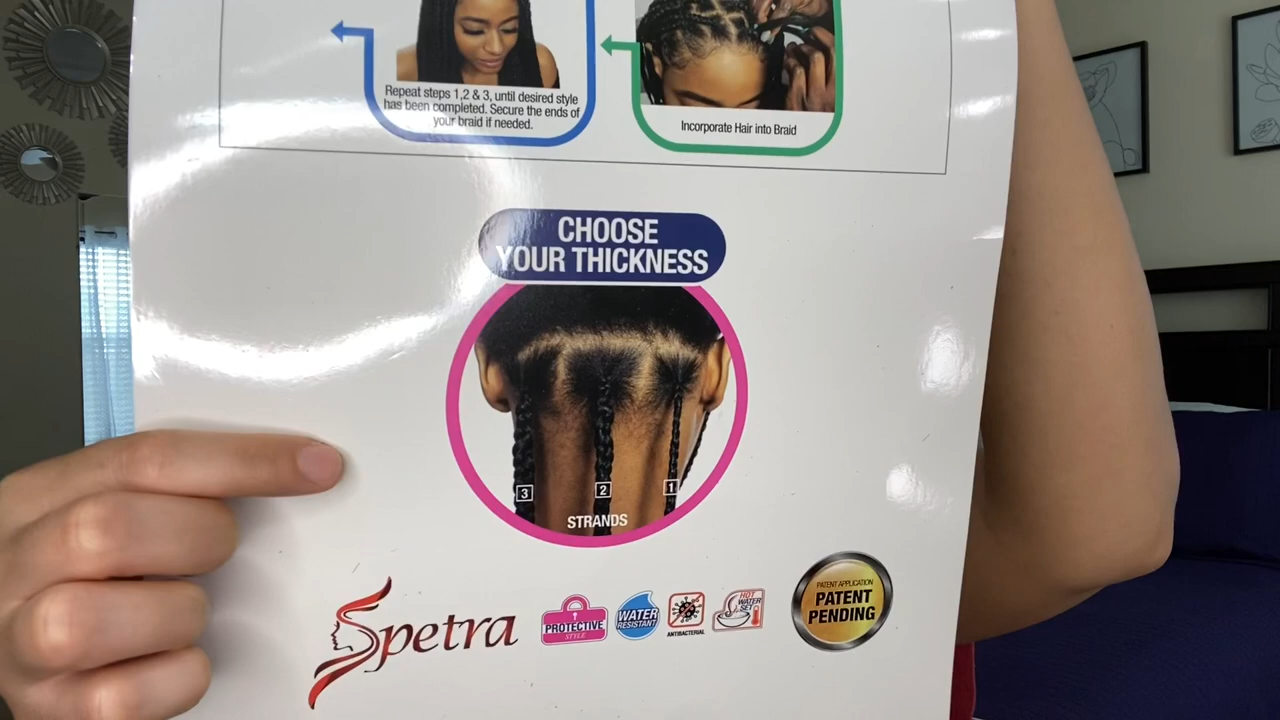 Repeat steps 1,2 & 3, until desired style
has been completed. Secure the ends of
your braid if needed.
Incorporate Hair into Braid
CHOOSE
YOUR THICKNESS
3
2
1
STRANDS
Spetra
PROTECTIVE
STYLE
WATER
RESISTANT
ANTIBACTERIAL
HOT
WATER
SET
PATENT APPLICATION
PATENT
PENDING